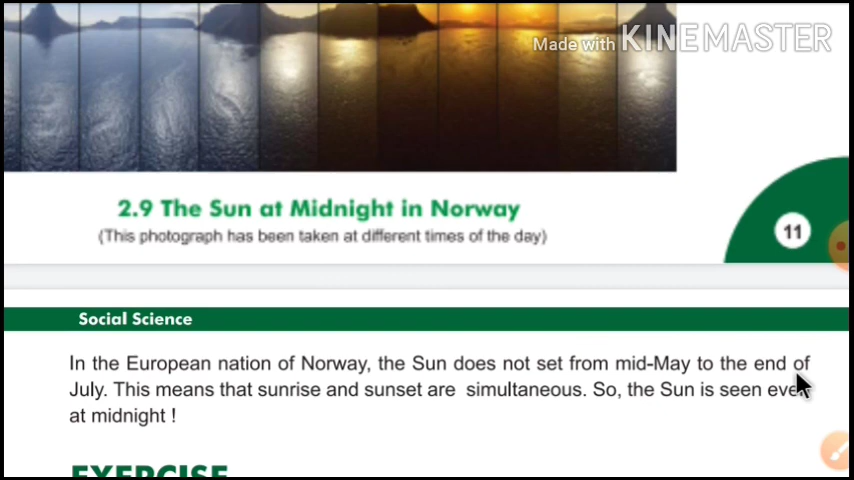 Made with KINEMASTER
2.9 The Sun at Midnight in Norway
(This photograph has been taken at different times of the day)
11
Social Science
In the European nation of Norway, the Sun does not set from mid-May to the end of
July. This means that sunrise and sunset are simultaneous. So, the Sun is seen even
at midnight !
EXERCISE